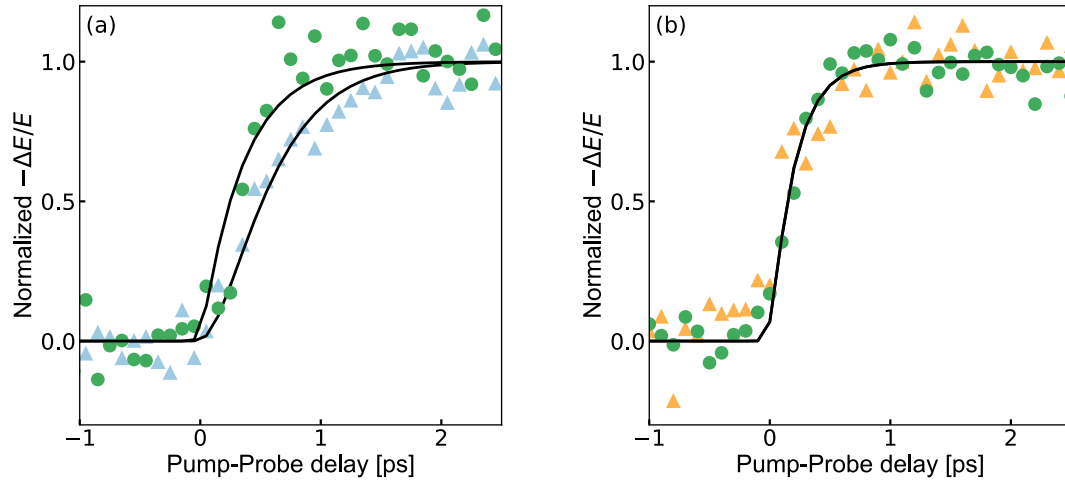 (a)
1.0
0.5
0.0
Normalized −ΔE/E
−1
0
1
2
Pump-Probe delay [ps]
(b)
1.0
0.5
0.0
Normalized −ΔE/E
−1
0
1
2
Pump-Probe delay [ps]